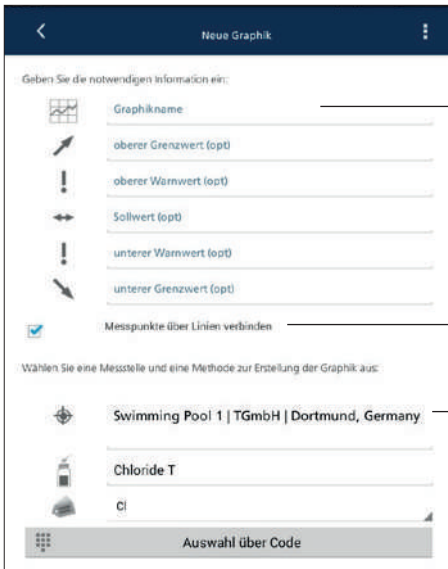 Neue Graphik
Geben Sie die notwendigen Information ein:
Graphikname
oberer Grenzwert (opt)
oberer Warnwert (opt)
Sollwert (opt)
unterer Warnwert (opt)
unterer Grenzwert (opt)
Messpunkte über Linien verbinden
Wählen Sie eine Messstelle und eine Methode zur Erstellung der Graphik aus:
Swimming Pool 1 | TGmbH | Dortmund, Germany
Chloride T
Cl
Auswahl über Code